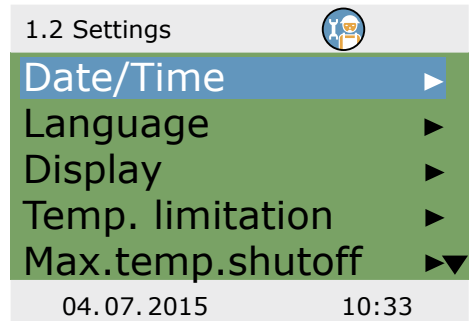 1.2 Settings
Date/Time
Language
Display
Temp. limitation
Max.temp.shutoff
04.07.2015 10:33